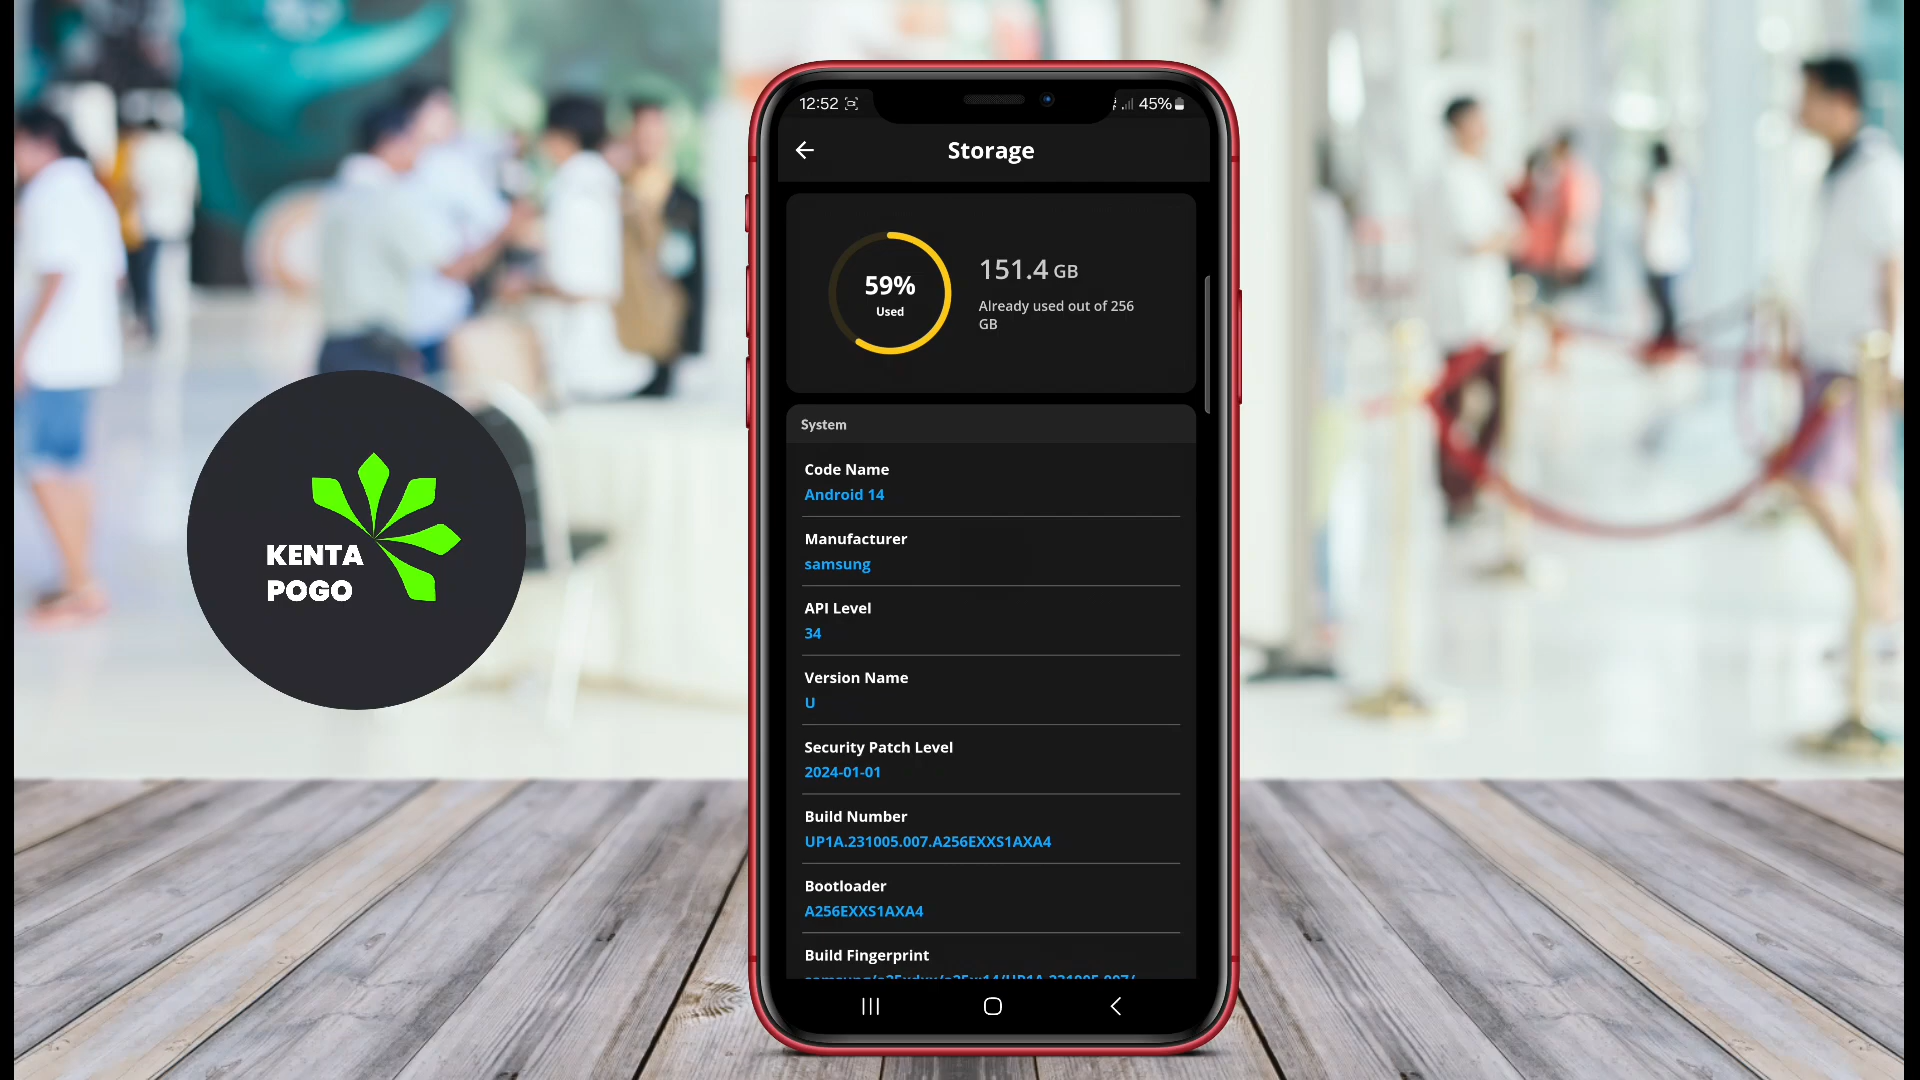 12:52
45%
Storage
59%
Used
151.4 GB
Already used out of 256
GB
System
Code Name
Android 14
Manufacturer
samsung
API Level
34
Version Name
U
Security Patch Level
2024-01-01
Build Number
UP1A.231005.007.A256EXXS1AXA4
Bootloader
A256EXXS1AXA4
Build Fingerprint
KENTA
POGO